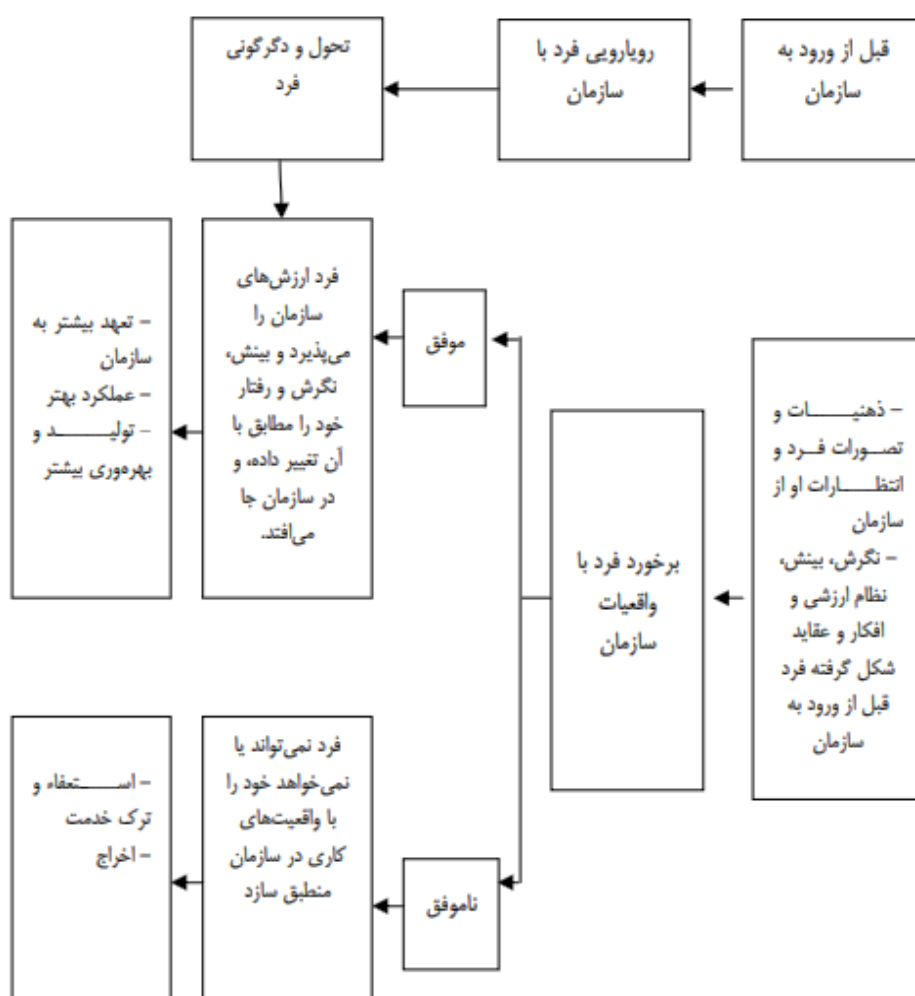 قبل از ورود به
سازمان
رویارویی فرد با
سازمان
تحول و دگرگونی
فرد
– ذهنیـــــات و
تصـورات فـرد و
انتظــــارات او از
سازمان
– نگرش، بینش،
نظام ارزشی و
افکار و عقاید
شکل گرفته فرد
قبل از ورود به
سازمان
برخورد فرد با
واقعیات
سازمان
موفق
فرد ارزش‌های
سازمان را
می‌پذیرد و بینش،
نگرش و رفتار
خود را مطابق با
آن تغییر داده، و
در سازمان جا
می‌افتد.
– تعهد بیشتر به
سازمان
– عملکرد بهتر
– تولیـــــد و
بهره‌وری بیشتر
ناموفق
فرد نمی‌تواند یا
نمی‌خواهد خود را
با واقعیت‌های
کاری در سازمان
منطبق سازد
– اســـــتعفاء و
ترک خدمت
– اخراج